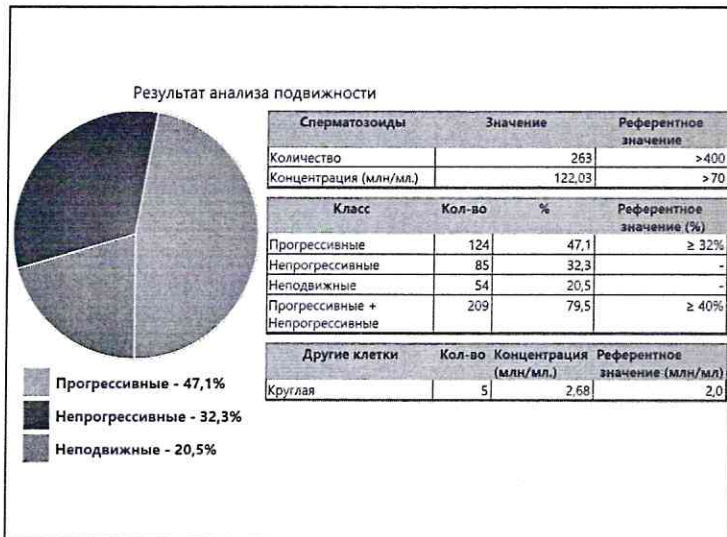 Результат анализа подвижности
Сперматозоиды Значение Референтное значение
Количество 263 >400
Концентрация (млн/мл.) 122,03 >70
Класс Кол-во % Референтное значение (%)
Прогрессивные 124 47,1 ≥ 32%
Непрогрессивные 85 32,3 -
Неподвижные 54 20,5 -
Прогрессивные + Непрогрессивные 209 79,5 ≥ 40%
Другие клетки Кол-во Концентрация (млн/мл.) Референтное значение (млн/мл)
Круглая 5 2,68 2,0
Прогрессивные - 47,1%
Непрогрессивные - 32,3%
Неподвижные - 20,5%